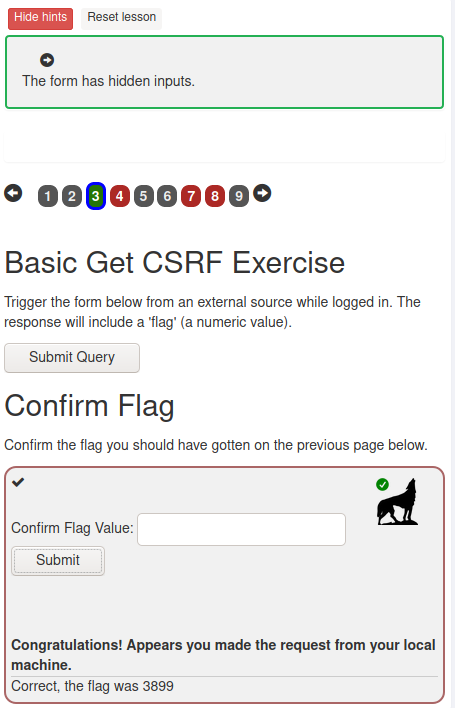 Hide hints Reset lesson
The form has hidden inputs.
1 2 3 4 5 6 7 8 9
Basic Get CSRF Exercise
Trigger the form below from an external source while logged in. The
response will include a 'flag' (a numeric value).
Submit Query
Confirm Flag
Confirm the flag you should have gotten on the previous page below.
Confirm Flag Value:
Submit
Congratulations! Appears you made the request from your local
machine.
Correct, the flag was 3899